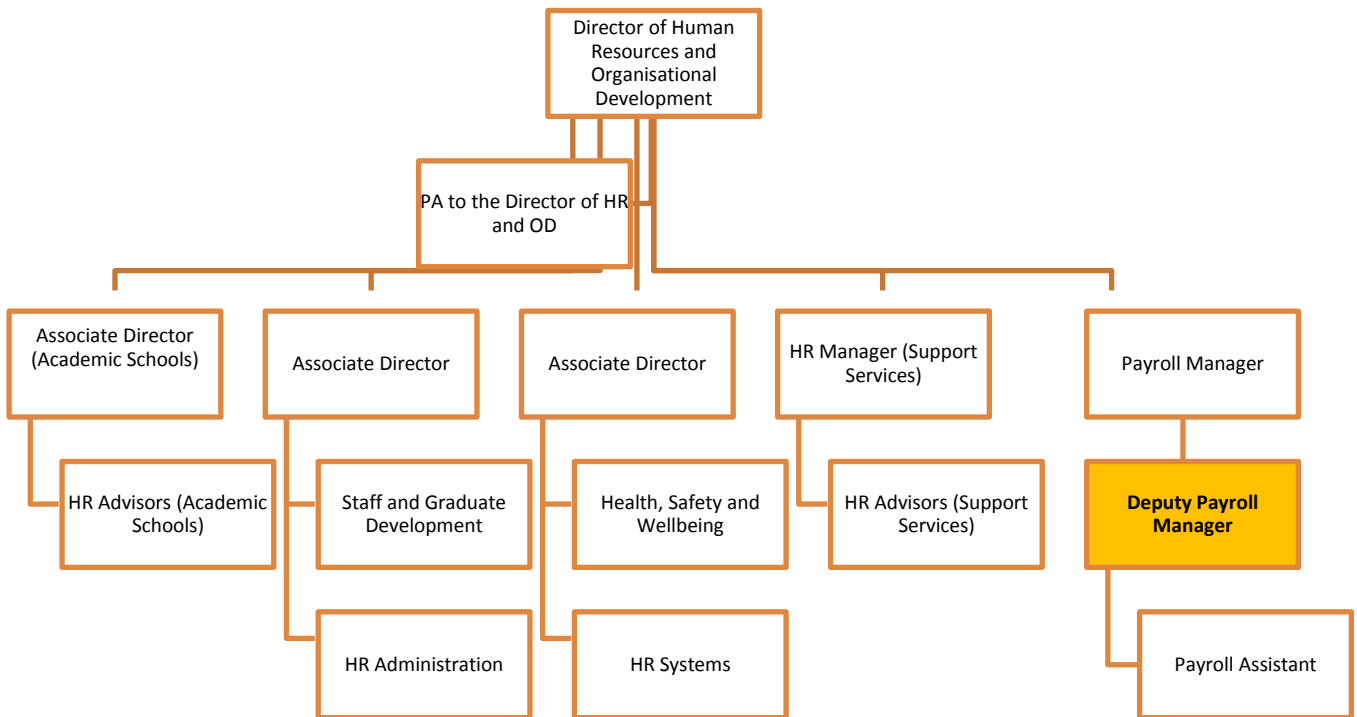 Director of Human
Resources and
Organisational
Development
PA to the Director of HR
and OD
Associate Director
(Academic Schools)
Associate Director
Associate Director
HR Manager (Support
Services)
Payroll Manager
HR Advisors (Academic
Schools)
Staff and Graduate
Development
Health, Safety and
Wellbeing
HR Advisors (Support
Services)
Deputy Payroll
Manager
HR Administration
HR Systems
Payroll Assistant